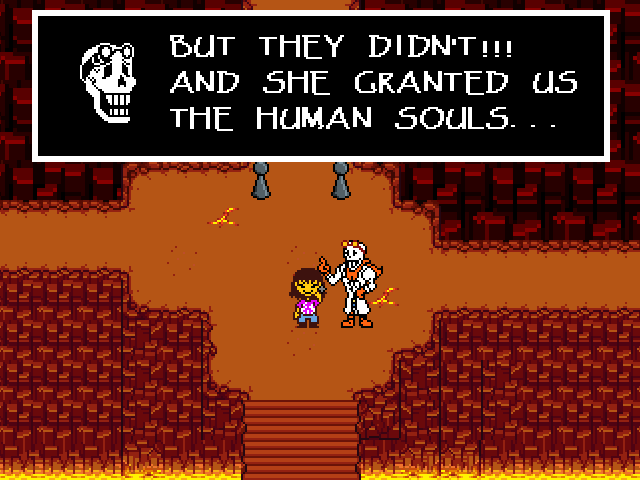 BUT THEY DIDN'T!!!
AND SHE GRANTED US
THE HUMAN SOULS...